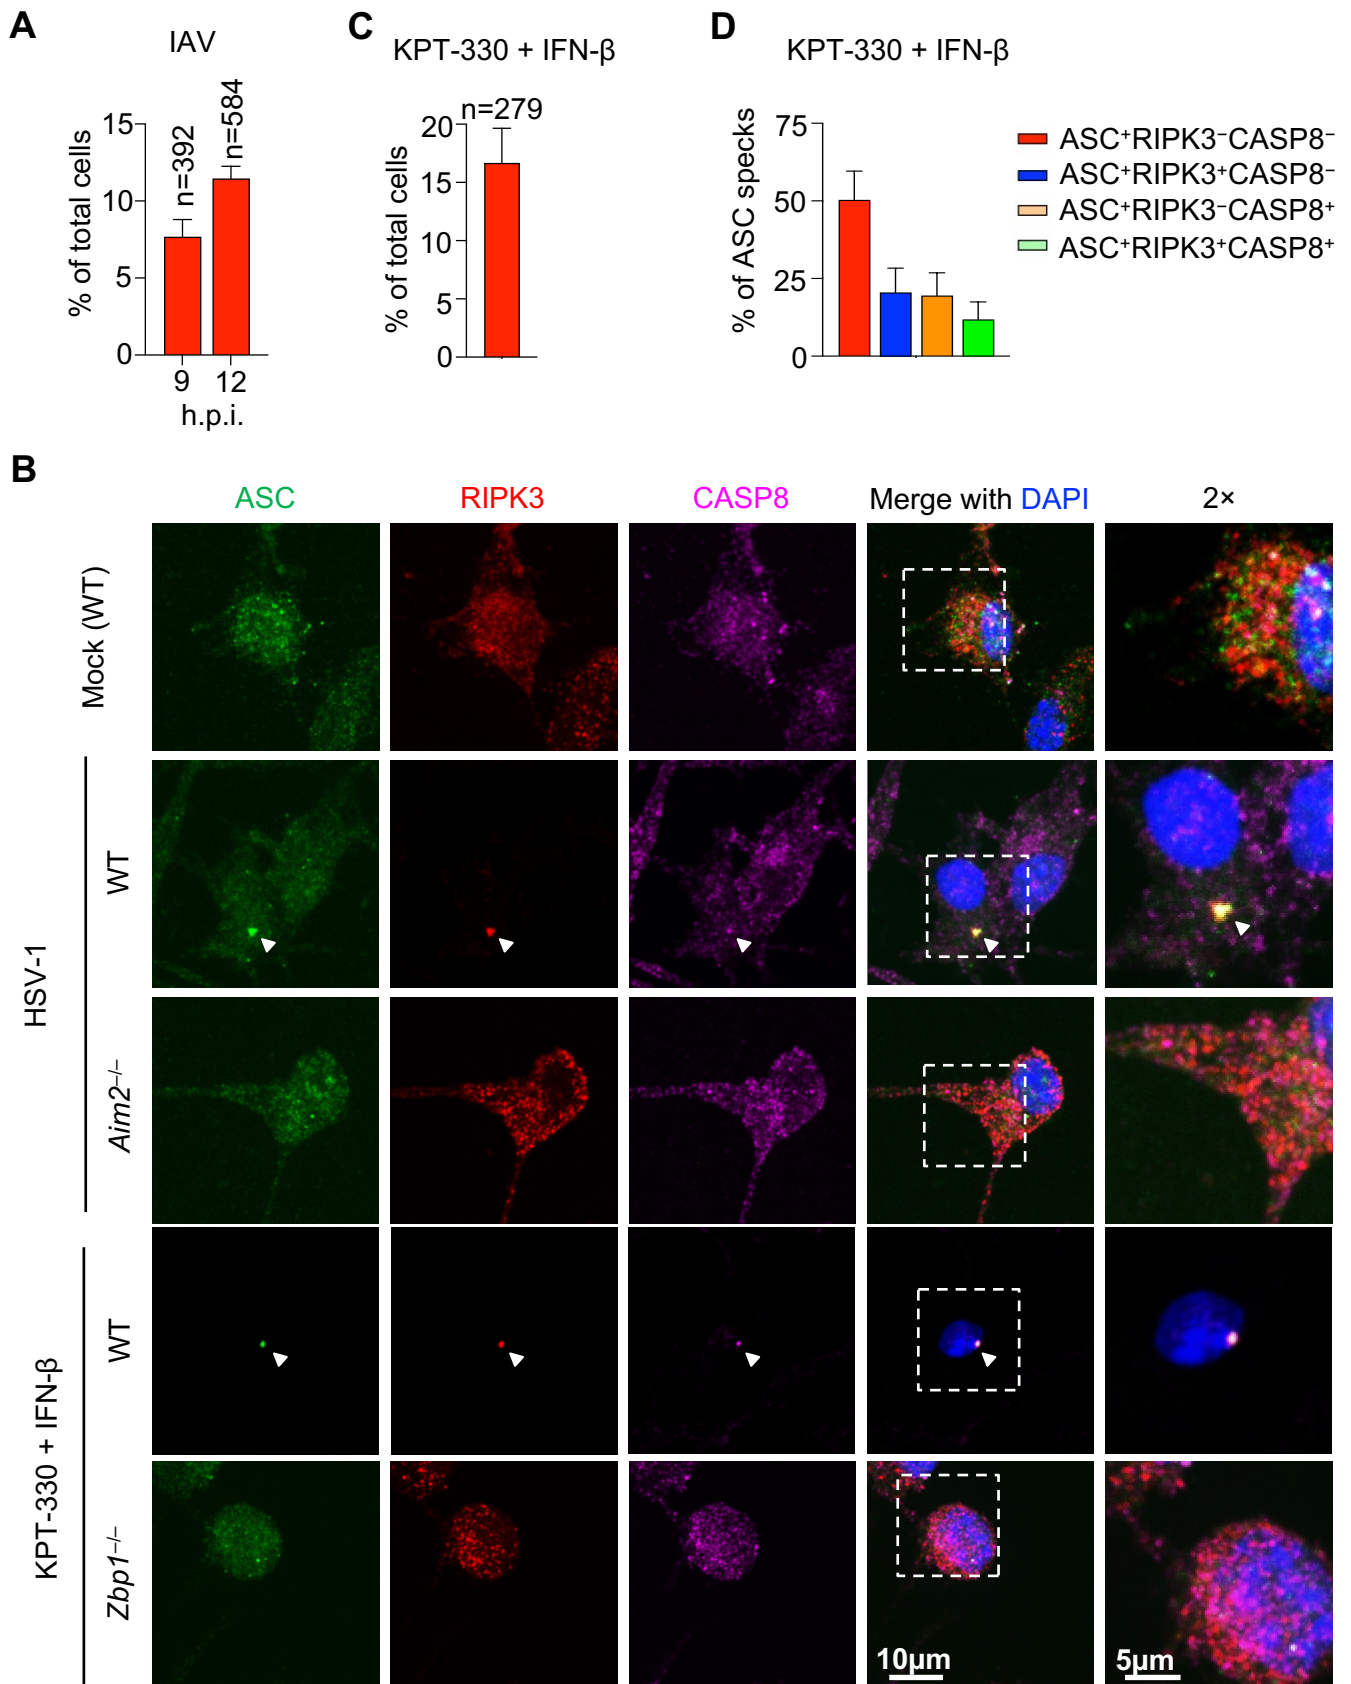 A
IAV
n=392
n=584
% of total cells
15
10
5
0
9 12
h.p.i.
C
KPT-330 + IFN-β
n=279
% of total cells
20
15
10
5
0
D
KPT-330 + IFN-β
% of ASC specks
75
50
25
0
ASC⁺RIPK3⁻CASP8⁻
ASC⁺RIPK3⁺CASP8⁻
ASC⁺RIPK3⁻CASP8⁺
ASC⁺RIPK3⁺CASP8⁺
B
ASC RIPK3 CASP8 Merge with DAPI 2×
Mock (WT)
HSV-1
WT
Aim2⁻/⁻
KPT-330 + IFN-β
WT
Zbp1⁻/⁻
10µm
5µm